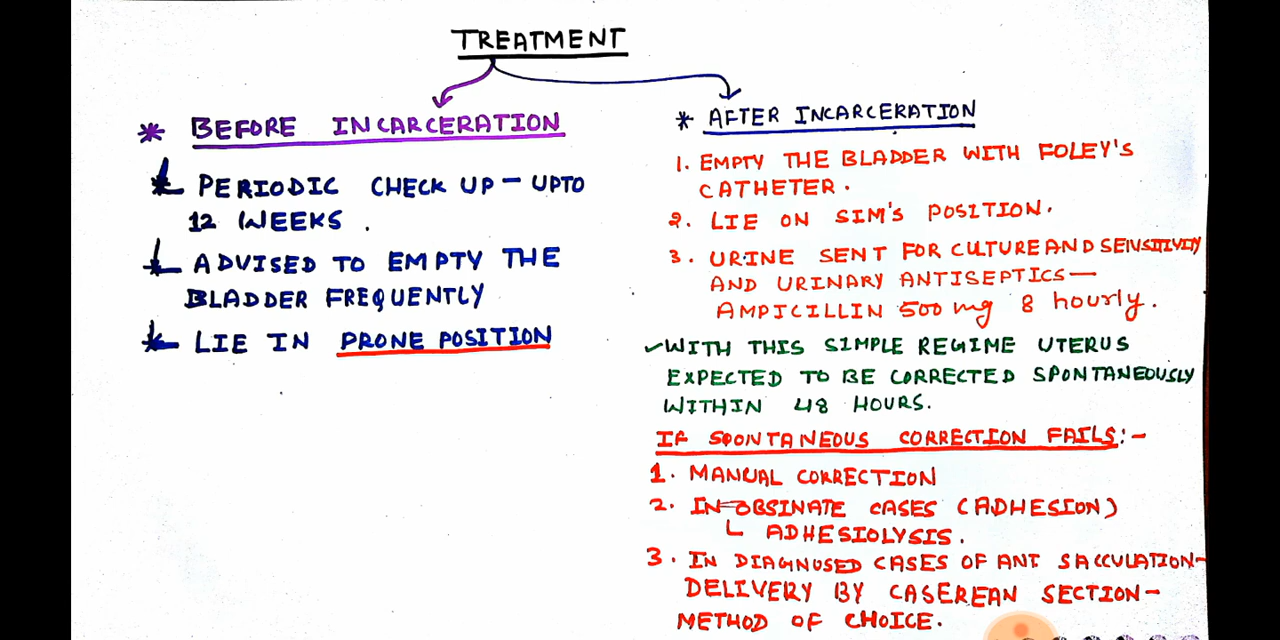 TREATMENT
* BEFORE INCARCERATION
PERIODIC CHECK UP - UPTO
12 WEEKS .
ADVISED TO EMPTY THE
BLADDER FREQUENTLY
LIE IN PRONE POSITION
* AFTER INCARCERATION
1. EMPTY THE BLADDER WITH FOLEY'S
CATHETER .
2. LIE ON SIM'S POSITION.
3. URINE SENT FOR CULTURE AND SENSITIVITY
AND URINARY ANTISEPTICS —
AMPICILLIN 500 mg 8 hourly .
✓WITH THIS SIMPLE REGIME UTERUS
EXPECTED TO BE CORRECTED SPONTANEOUSLY
WITHIN 48 HOURS.
IF SPONTANEOUS CORRECTION FAILS:-
1. MANUAL CORRECTION
2. IN OBSINATE CASES (ADHESION)
ADHESIOLYSIS .
3. IN DIAGNUSED CASES OF ANT SACCULATION-
DELIVERY BY CASEREAN SECTION-
METHOD OF CHOICE.